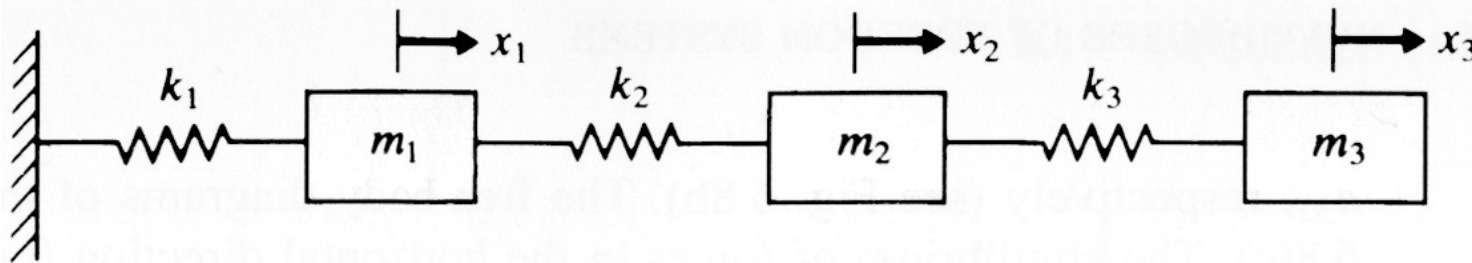 x₁ x₂ x₃
k₁ k₂ k₃
m₁ m₂ m₃